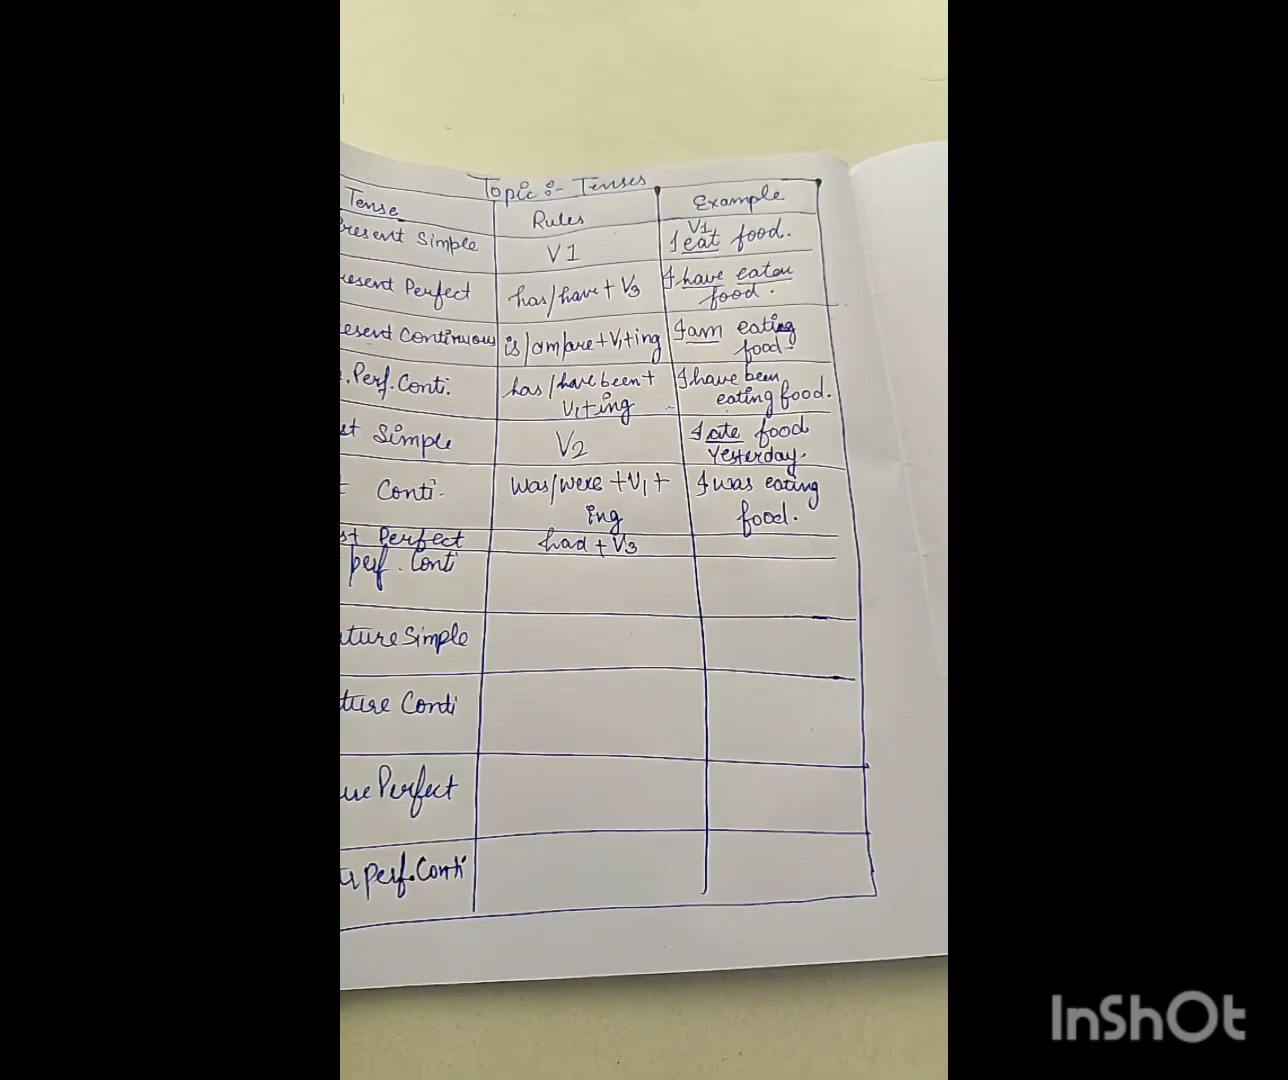 Topic :- Tenses
Tense Rules Example
Present Simple V1 V1
I eat food.
resent Perfect has/have + V3 I have eaten
food.
esent Continuous is/am/are + V1+ing I am eating
food.
.Perf.Conti. has/have been + I have been
V1+ing eating food.
st Simple V2 I ate food
Yesterday.
t Conti. was/were + V1 + I was eating
ing food.
st Perfect had + V3
perf. Conti
uture Simple
ture Conti
ure Perfect
perf.Conti
InShOt